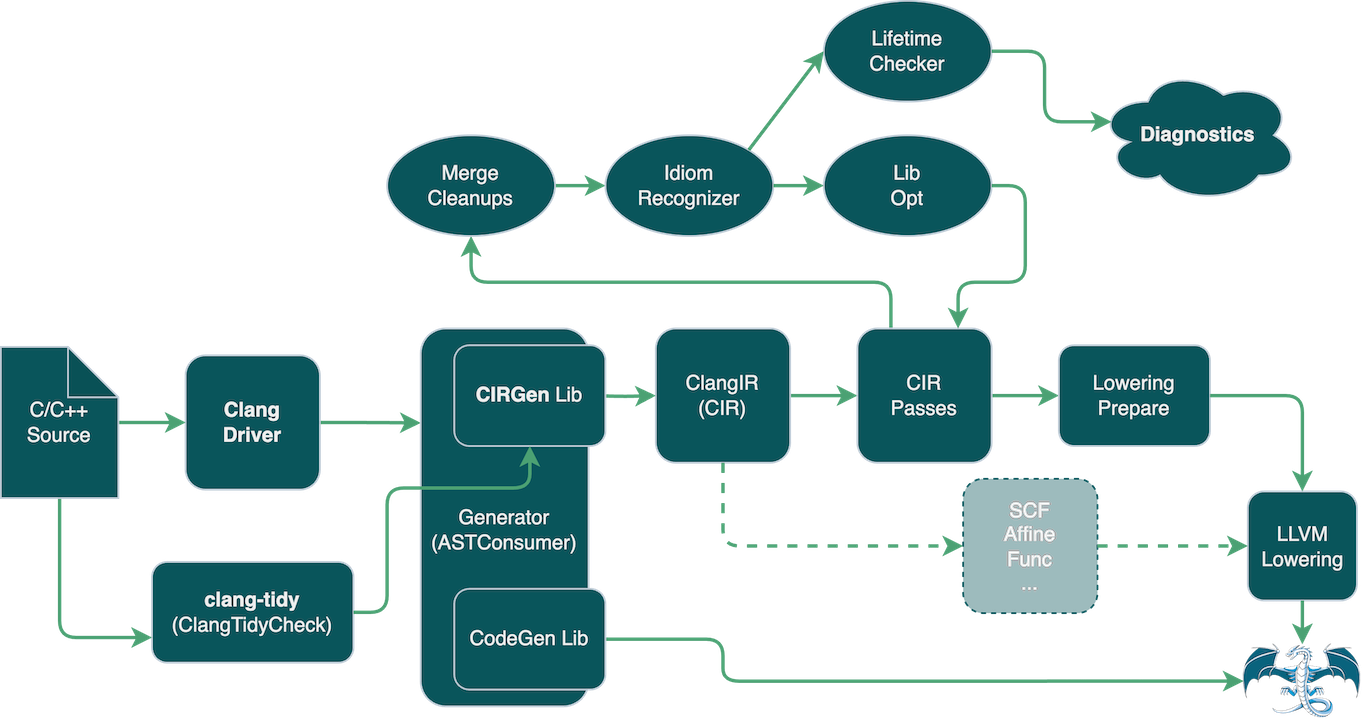 Lifetime
Checker
Diagnostics
Merge
Cleanups
Idiom
Recognizer
Lib
Opt
C/C++
Source
Clang
Driver
CIRGen Lib
ClangIR
(CIR)
CIR
Passes
Lowering
Prepare
Generator
(ASTConsumer)
SCF
Affine
Func
...
LLVM
Lowering
clang-tidy
(ClangTidyCheck)
CodeGen Lib